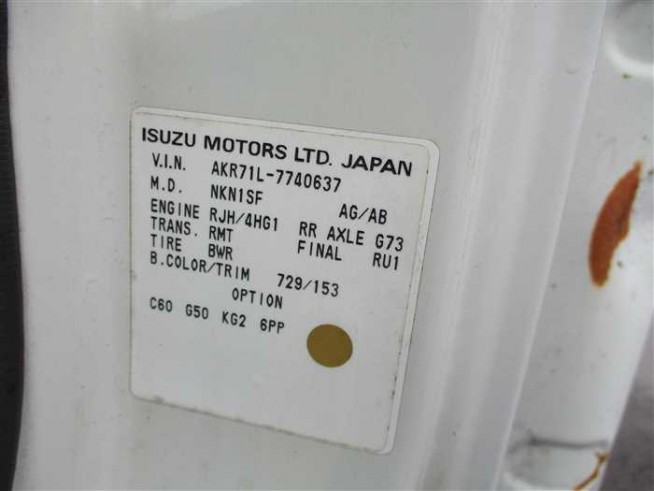 ISUZU MOTORS LTD. JAPAN
V.I.N. AKR71L-7740637
M.D. NKN1SF AG/AB
ENGINE RJH/4HG1 RR AXLE G73
TRANS. RMT FINAL RU1
TIRE BWR
B.COLOR/TRIM 729/153
OPTION
C60 G50 KG2 6PP